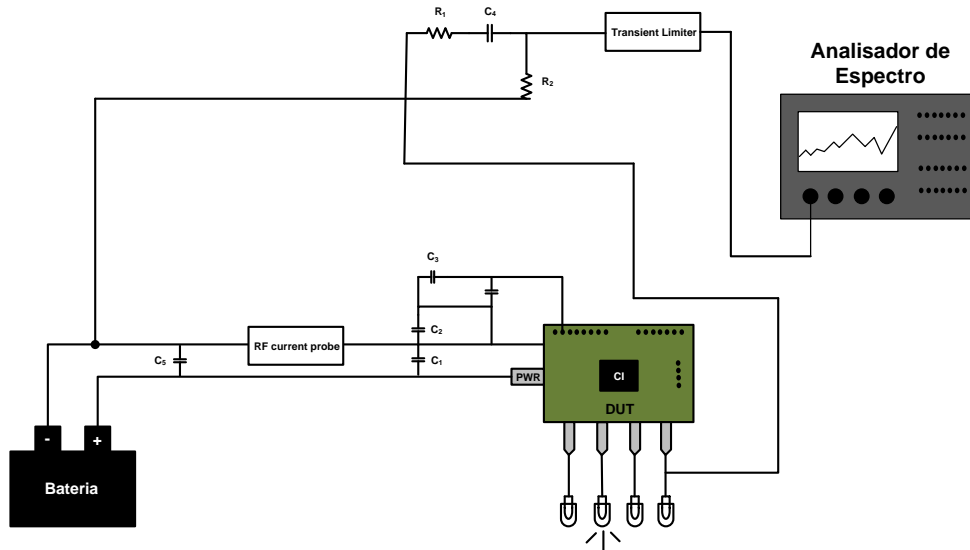 R1
C4
Transient Limiter
R2
Analisador de
Espectro
C3
C2
RF current probe
C1
C5
PWR
CI
DUT
-
+
Bateria